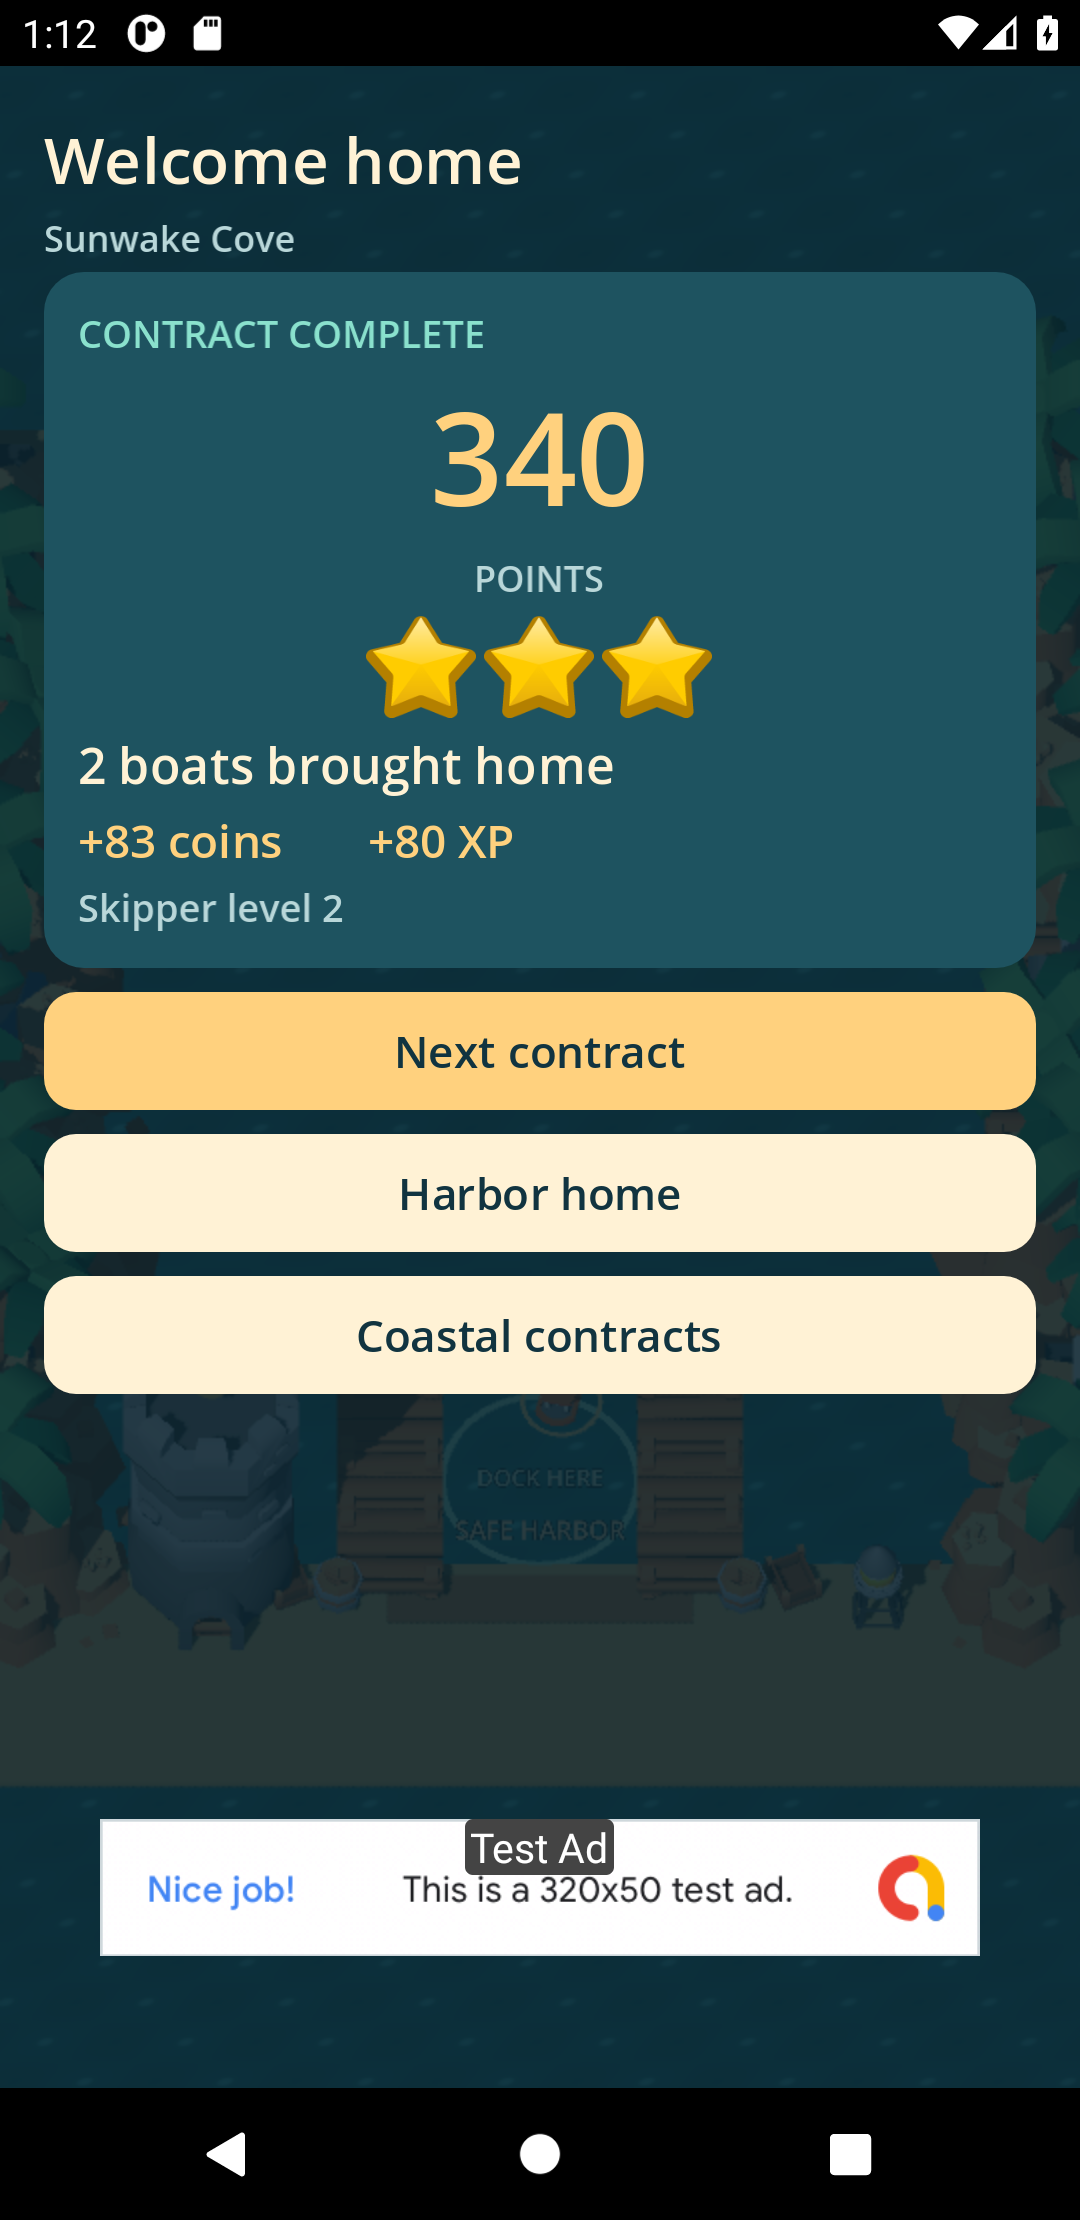 1:12
Welcome home
Sunwake Cove
CONTRACT COMPLETE
340
POINTS
2 boats brought home
+83 coins +80 XP
Skipper level 2
Next contract
Harbor home
Coastal contracts
DOCK HERE
SAFE HARBOR
Test Ad
Nice job! This is a 320x50 test ad.